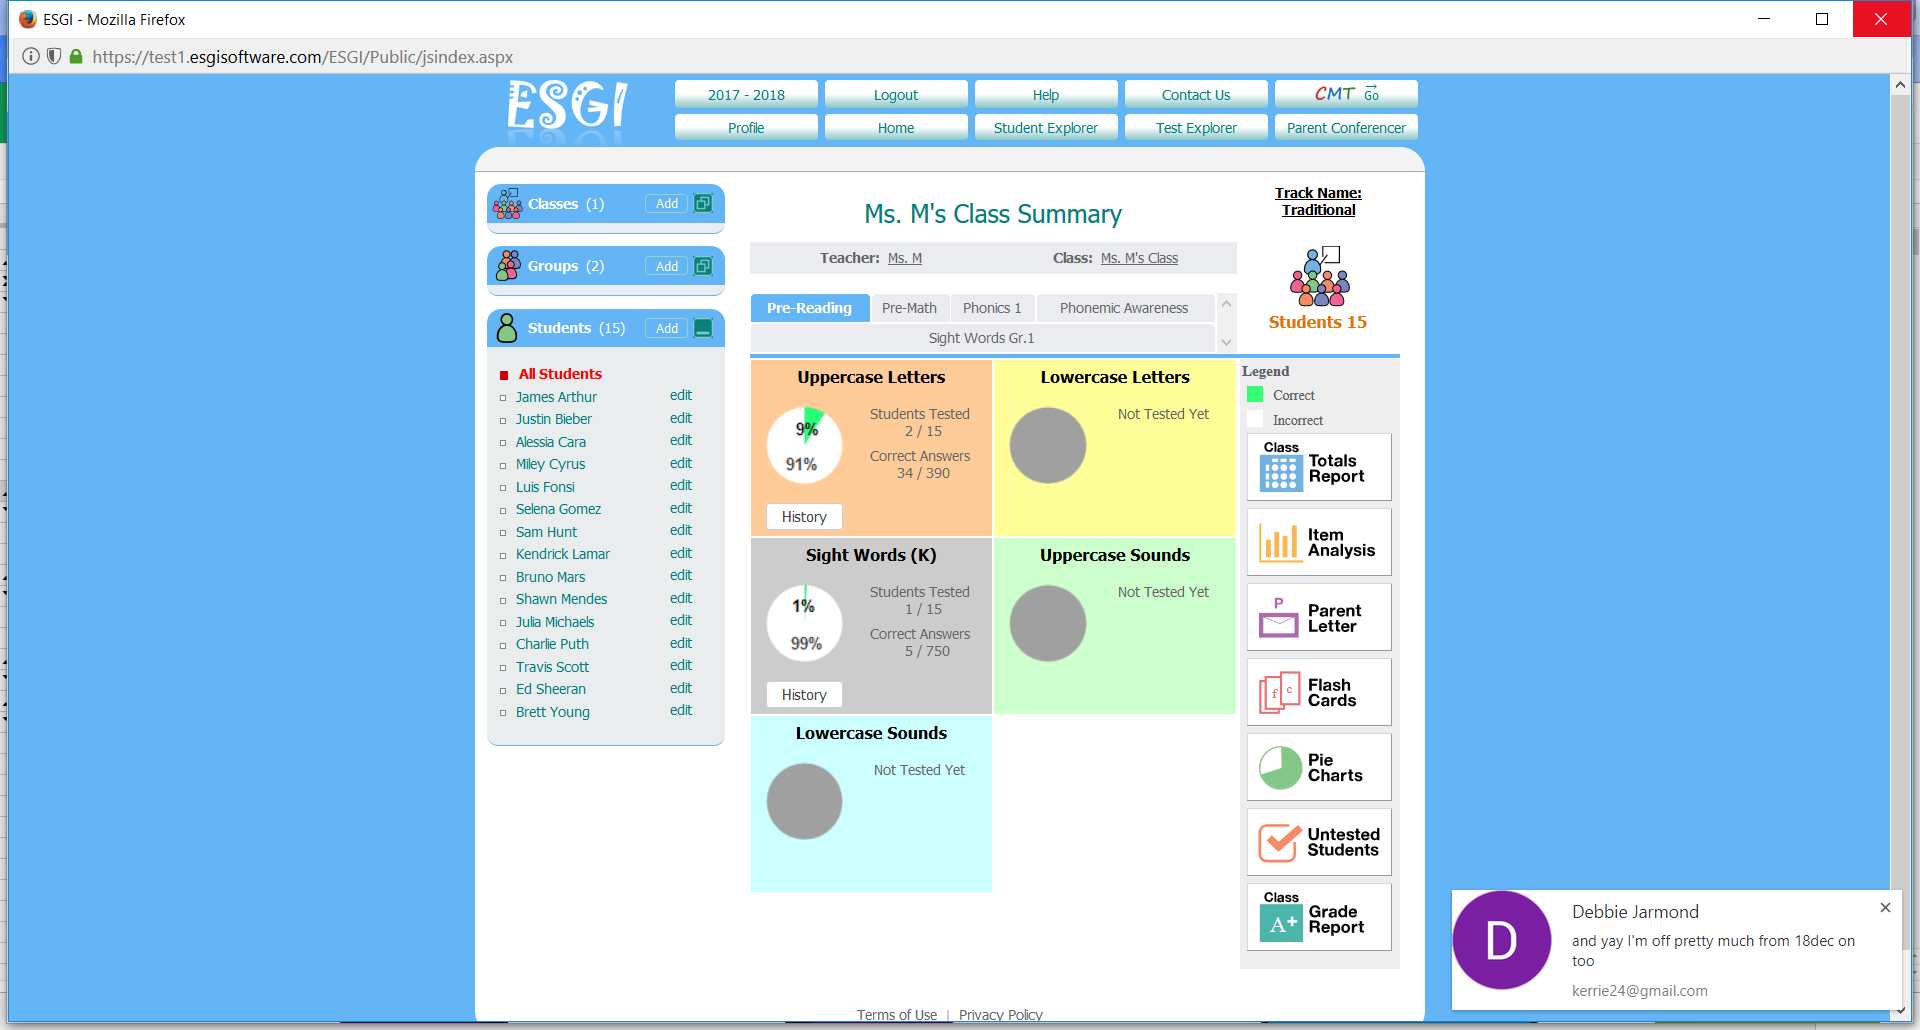 ESGI - Mozilla Firefox
https://test1.esgisoftware.com/ESGI/Public/jsindex.aspx
ESGI
2017 - 2018
Logout
Help
Contact Us
CMT Go
Profile
Home
Student Explorer
Test Explorer
Parent Conferencer
Classes (1)
Add
Groups (2)
Add
Students (15)
Add
All Students
James Arthur edit
Justin Bieber edit
Alessia Cara edit
Miley Cyrus edit
Luis Fonsi edit
Selena Gomez edit
Sam Hunt edit
Kendrick Lamar edit
Bruno Mars edit
Shawn Mendes edit
Julia Michaels edit
Charlie Puth edit
Travis Scott edit
Ed Sheeran edit
Brett Young edit
Ms. M's Class Summary
Teacher: Ms. M
Class: Ms. M's Class
Pre-Reading
Pre-Math
Phonics 1
Phonemic Awareness
Sight Words Gr.1
Track Name:
Traditional
Students 15
Uppercase Letters
9%
91%
Students Tested
2 / 15
Correct Answers
34 / 390
History
Lowercase Letters
Not Tested Yet
Sight Words (K)
1%
99%
Students Tested
1 / 15
Correct Answers
5 / 750
History
Uppercase Sounds
Not Tested Yet
Lowercase Sounds
Not Tested Yet
Legend
Correct
Incorrect
Class
Totals
Report
Item
Analysis
P
Parent
Letter
f c
Flash
Cards
Pie
Charts
Untested
Students
Class
A+
Grade
Report
Terms of Use | Privacy Policy
D
Debbie Jarmond
and yay I'm off pretty much from 18dec on
too
kerrie24@gmail.com